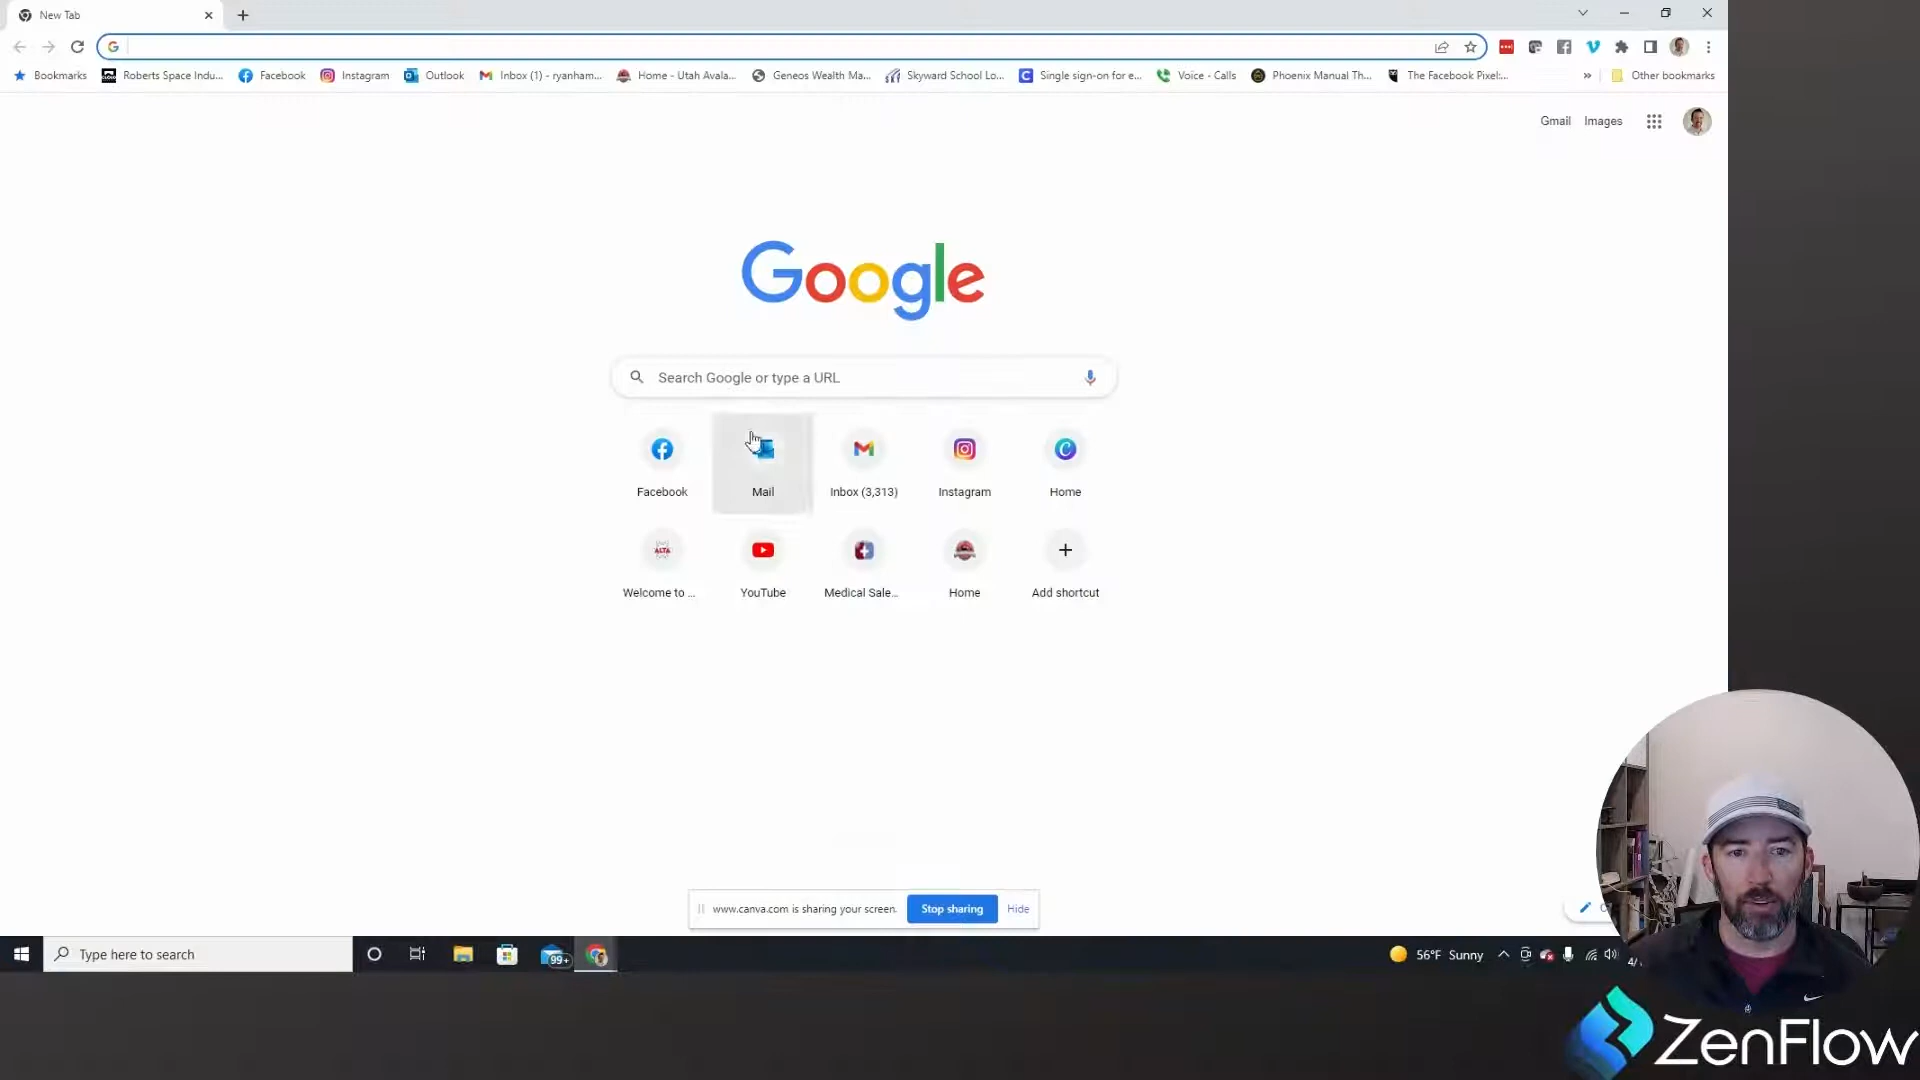 New Tab
Bookmarks Roberts Space Indu... Facebook Instagram Outlook Inbox (1) - ryanham... Home - Utah Avala... Geneos Wealth Ma... Skyward School Lo... Single sign-on for e... Voice - Calls Phoenix Manual Th... The Facebook Pixel:... » Other bookmarks
Gmail Images
Google
Search Google or type a URL
Facebook Mail Inbox (3,313) Instagram Home
ALTA
Welcome to ... YouTube Medical Sale... Home Add shortcut
www.canva.com is sharing your screen. Stop sharing Hide
Type here to search 99+ 56°F Sunny 4/
ZenFlow